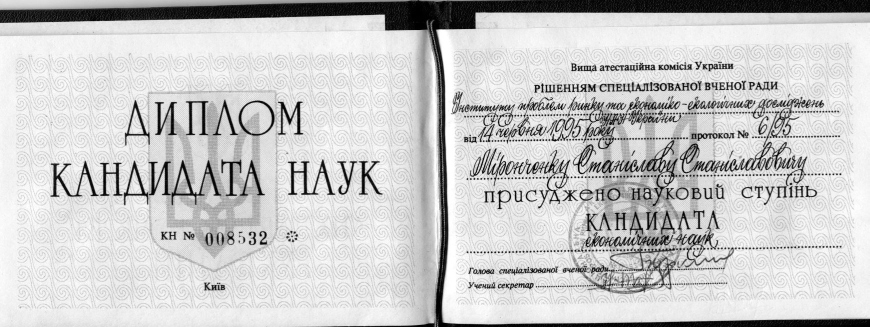 ДИПЛОМ
КАНДИДАТА НАУК
КН № 008532 ❊
Київ
Вища атестаційна комісія України
РІШЕННЯМ СПЕЦІАЛІЗОВАНОЇ ВЧЕНОЇ РАДИ
Інституту проблем ринку та економіко-екологічних досліджень
України
від 14 червня 1995 року протокол № 6/95
Міронченку Станіславу Станіславовичу
присуджено науковий ступінь
КАНДИДАТА
економічних наук
Голова спеціалізованої вченої ради
Учений секретар